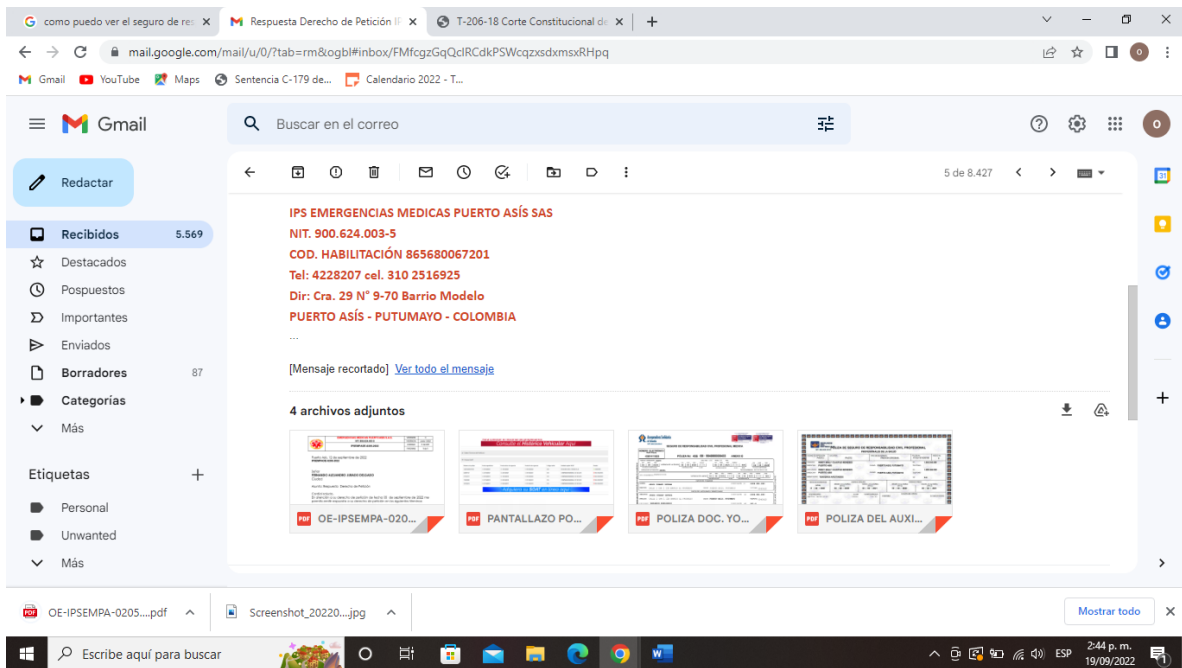 como puedo ver el seguro de res
Respuesta Derecho de Petición IP
T-206-18 Corte Constitucional de
mail.google.com/mail/u/0/?tab=rm&ogbl#inbox/FMfcgzGqQclRCdkPSWcqzxsdxmsxRHpq
Gmail
YouTube
Maps
Sentencia C-179 de...
Calendario 2022 - T...
Gmail
Buscar en el correo
o
Redactar
5 de 8.427
31
Recibidos 5.569
Destacados
Pospuestos
Importantes
Enviados
Borradores 87
Categorías
Más
Etiquetas
Personal
Unwanted
Más
IPS EMERGENCIAS MEDICAS PUERTO ASÍS SAS
NIT. 900.624.003-5
COD. HABILITACIÓN 865680067201
Tel: 4228207 cel. 310 2516925
Dir: Cra. 29 N° 9-70 Barrio Modelo
PUERTO ASÍS - PUTUMAYO - COLOMBIA
...
[Mensaje recortado] Ver todo el mensaje
4 archivos adjuntos
PDF OE-IPSEMPA-020...
PDF PANTALLAZO PO...
PDF POLIZA DOC. YO...
PDF POLIZA DEL AUXI...
OE-IPSEMPA-0205....pdf
Screenshot_20220....jpg
Mostrar todo
Escribe aquí para buscar
ESP
2:44 p. m.
19/09/2022